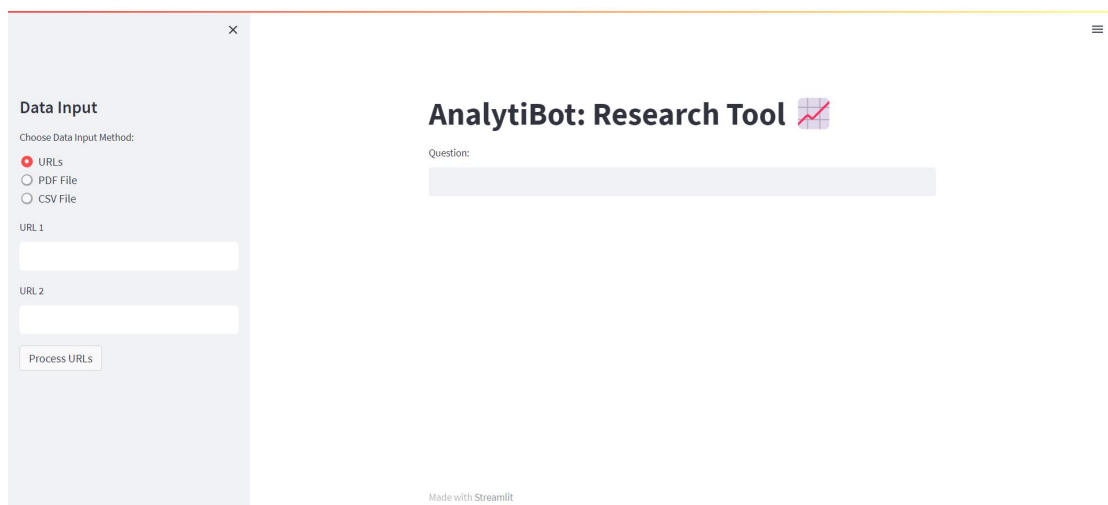 Data Input
Choose Data Input Method:
URLs
PDF File
CSV File
URL 1
URL 2
Process URLs
AnalytiBot: Research Tool
Question:
Made with Streamlit